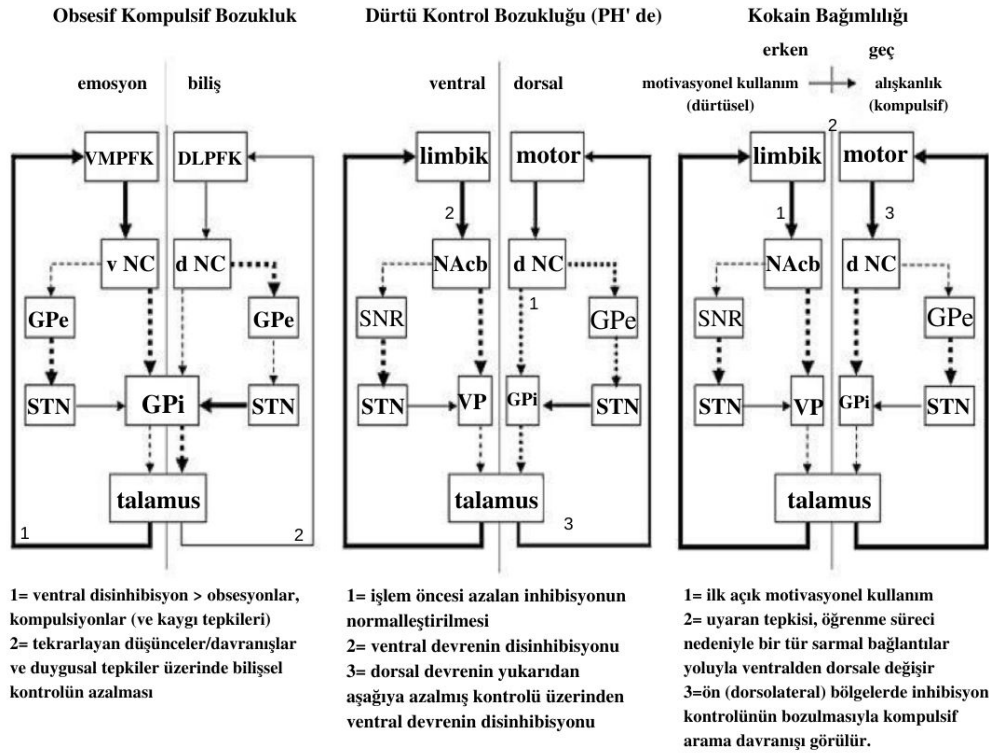 Obsesif Kompulsif Bozukluk
emosyon
biliş
VMPFK
DLPFK
v NC
d NC
GPe
GPe
STN
GPi
STN
talamus
1
2
1= ventral disinhibisyon > obsesyonlar,
kompulsiyonlar (ve kaygı tepkileri)
2= tekrarlayan düşünceler/davranışlar
ve duygusal tepkiler üzerinde bilişsel
kontrolün azalması
Dürtü Kontrol Bozukluğu (PH' de)
ventral
dorsal
limbik
motor
2
NAcb
d NC
1
SNR
GPe
STN
VP
GPi
STN
talamus
3
1= işlem öncesi azalan inhibisyonun
normalleştirilmesi
2= ventral devrenin disinhibisyonu
3= dorsal devrenin yukarıdan
aşağıya azalmış kontrolü üzerinden
ventral devrenin disinhibisyonu
Kokain Bağımlılığı
erken
geç
motivasyonel kullanım
(dürtüsel)
alışkanlık
(kompulsif)
2
limbik
motor
1
3
NAcb
d NC
SNR
GPe
STN
VP
GPi
STN
talamus
1= ilk açık motivasyonel kullanım
2= uyaran tepkisi, öğrenme süreci
nedeniyle bir tür sarmal bağlantılar
yoluyla ventralden dorsale değişir
3=ön (dorsolateral) bölgelerde inhibisyon
kontrolünün bozulmasıyla kompulsif
arama davranışı görülür.